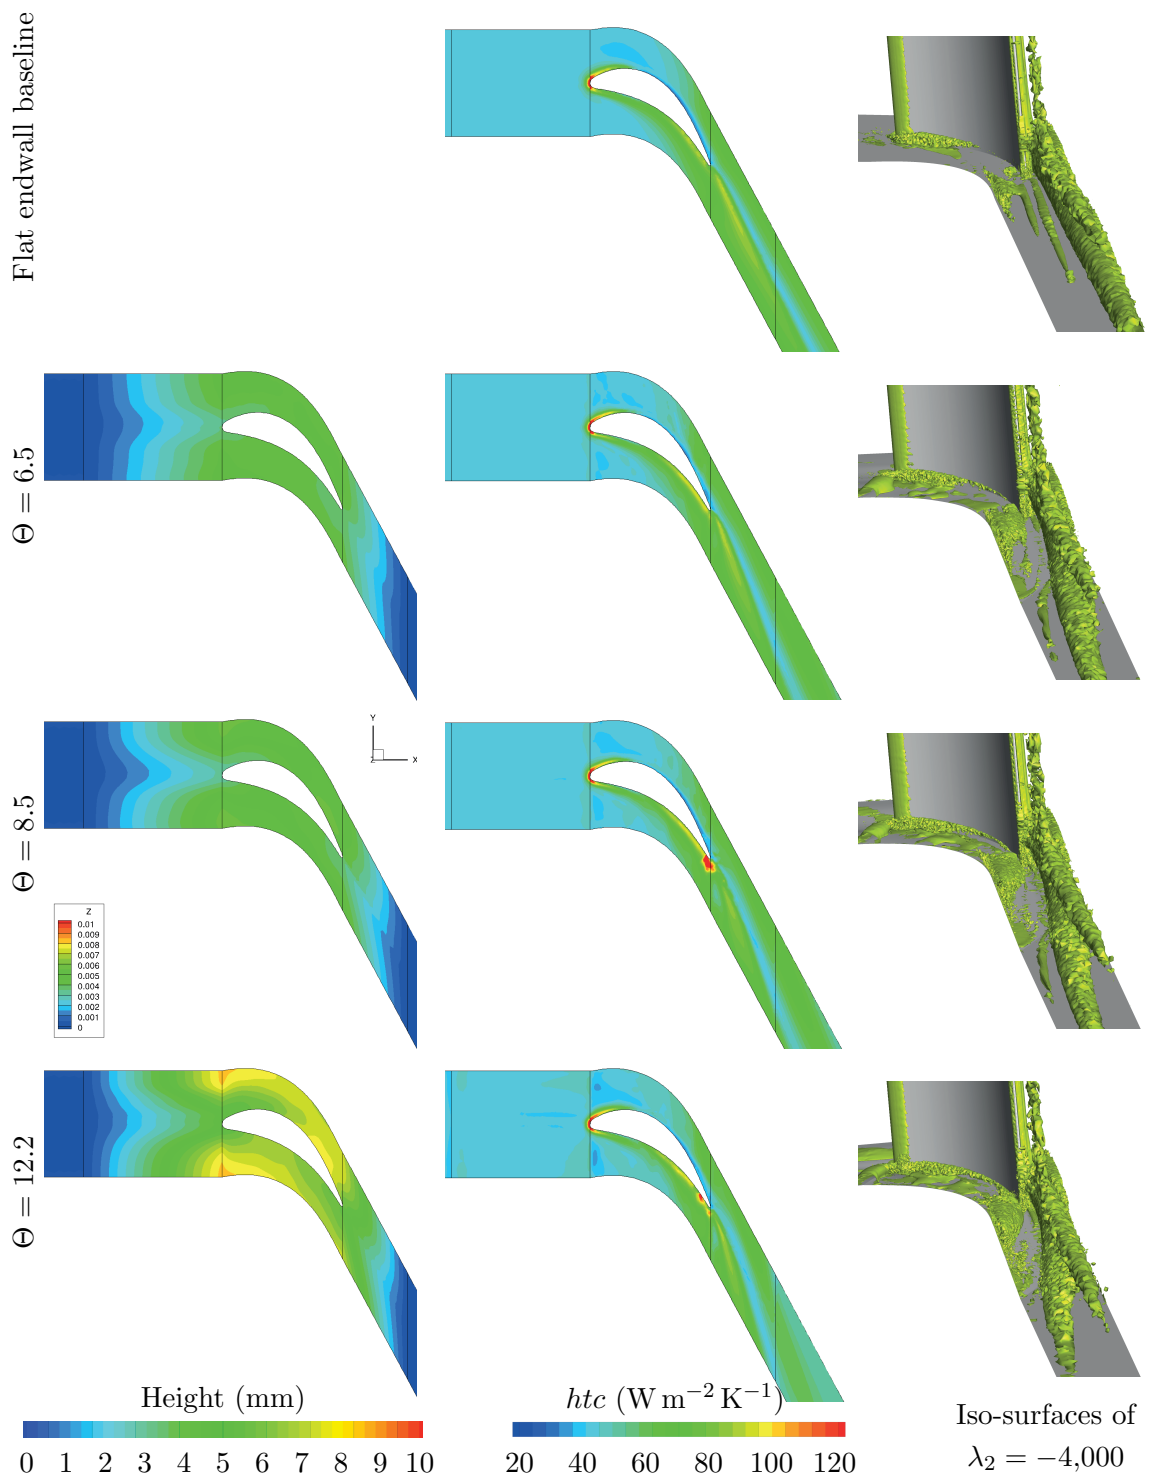 Flat endwall baseline
Θ = 6.5
Y
Z X
Θ = 8.5
Z
0.01
0.009
0.008
0.007
0.006
0.005
0.004
0.003
0.002
0.001
0
Θ = 12.2
Height (mm)
0 1 2 3 4 5 6 7 8 9 10
htc (W m⁻² K⁻¹)
20 40 60 80 100 120
Iso-surfaces of
λ₂ = −4,000